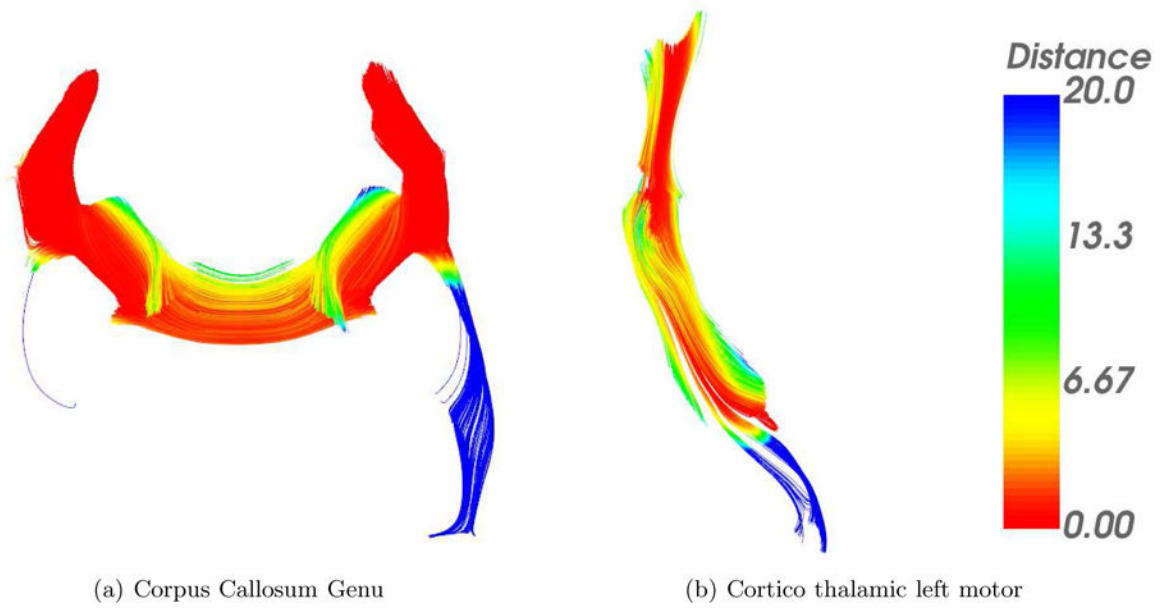 Distance
20.0
13.3
6.67
0.00
(a) Corpus Callosum Genu
(b) Cortico thalamic left motor